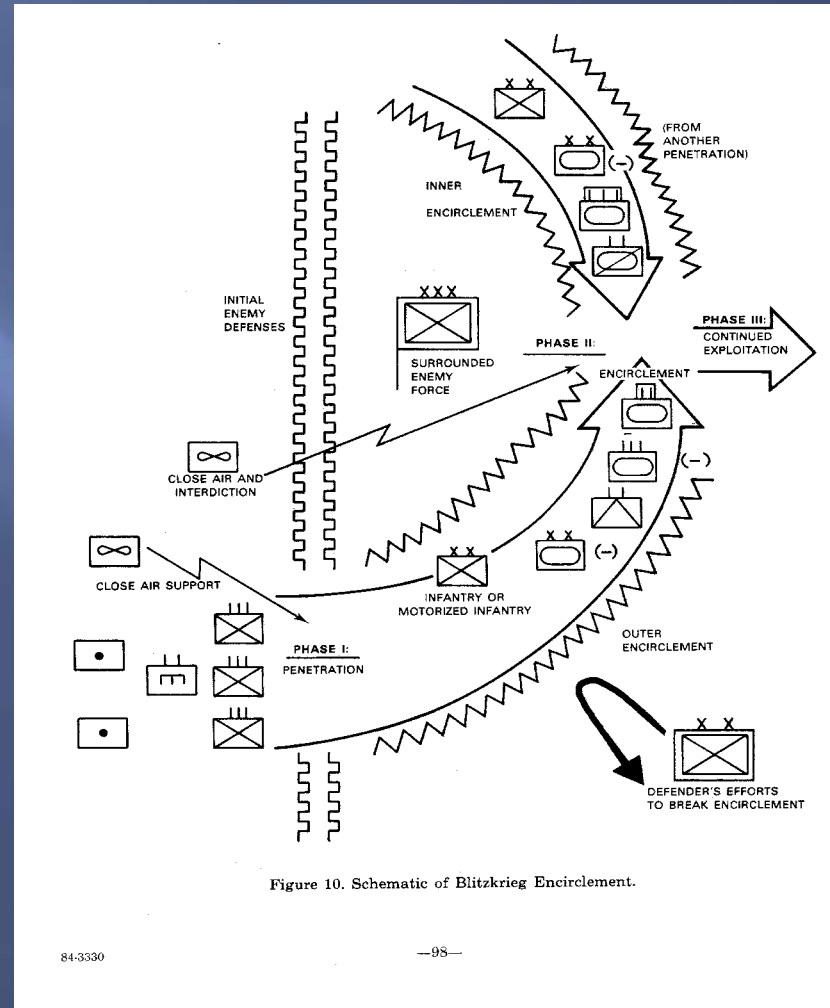 (FROM
ANOTHER
PENETRATION)
(-)
INNER
ENCIRCLEMENT
INITIAL
ENEMY
DEFENSES
XXX
SURROUNDED
ENEMY
FORCE
PHASE II:
ENCIRCLEMENT
PHASE III:
CONTINUED
EXPLOITATION
CLOSE AIR AND
INTERDICTION
(-)
(-)
CLOSE AIR SUPPORT
INFANTRY OR
MOTORIZED INFANTRY
PHASE I:
PENETRATION
OUTER
ENCIRCLEMENT
DEFENDER'S EFFORTS
TO BREAK ENCIRCLEMENT
Figure 10. Schematic of Blitzkrieg Encirclement.
84-3330
—98—